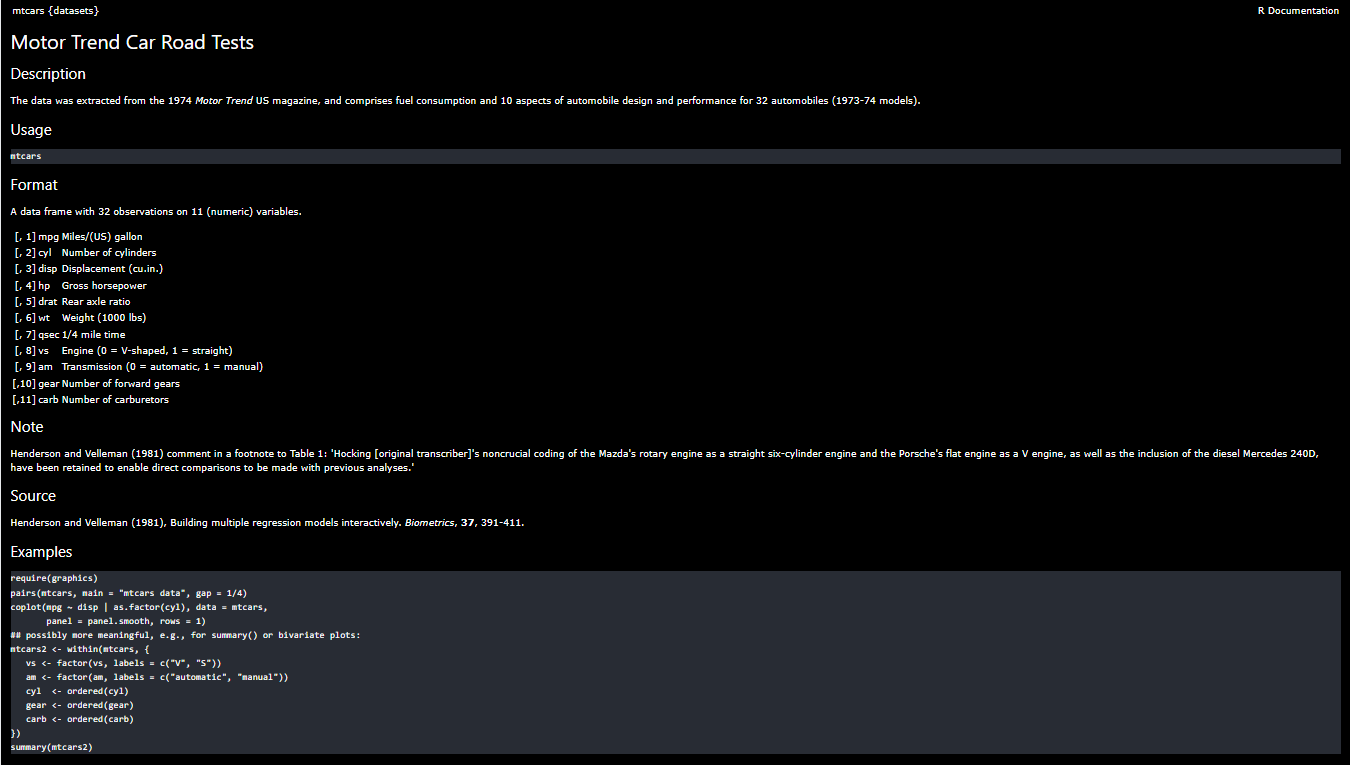 mtcars {datasets}
R Documentation
Motor Trend Car Road Tests
Description
The data was extracted from the 1974 Motor Trend US magazine, and comprises fuel consumption and 10 aspects of automobile design and performance for 32 automobiles (1973-74 models).
Usage
mtcars
Format
A data frame with 32 observations on 11 (numeric) variables.
[, 1] mpg Miles/(US) gallon
[, 2] cyl Number of cylinders
[, 3] disp Displacement (cu.in.)
[, 4] hp Gross horsepower
[, 5] drat Rear axle ratio
[, 6] wt Weight (1000 lbs)
[, 7] qsec 1/4 mile time
[, 8] vs Engine (0 = V-shaped, 1 = straight)
[, 9] am Transmission (0 = automatic, 1 = manual)
[,10] gear Number of forward gears
[,11] carb Number of carburetors
Note
Henderson and Velleman (1981) comment in a footnote to Table 1: 'Hocking [original transcriber]'s noncrucial coding of the Mazda's rotary engine as a straight six-cylinder engine and the Porsche's flat engine as a V engine, as well as the inclusion of the diesel Mercedes 240D,
have been retained to enable direct comparisons to be made with previous analyses.'
Source
Henderson and Velleman (1981), Building multiple regression models interactively. Biometrics, 37, 391-411.
Examples
require(graphics)
pairs(mtcars, main = "mtcars data", gap = 1/4)
coplot(mpg ~ disp | as.factor(cyl), data = mtcars,
       panel = panel.smooth, rows = 1)
## possibly more meaningful, e.g., for summary() or bivariate plots:
mtcars2 <- within(mtcars, {
   vs <- factor(vs, labels = c("V", "S"))
   am <- factor(am, labels = c("automatic", "manual"))
   cyl  <- ordered(cyl)
   gear <- ordered(gear)
   carb <- ordered(carb)
})
summary(mtcars2)